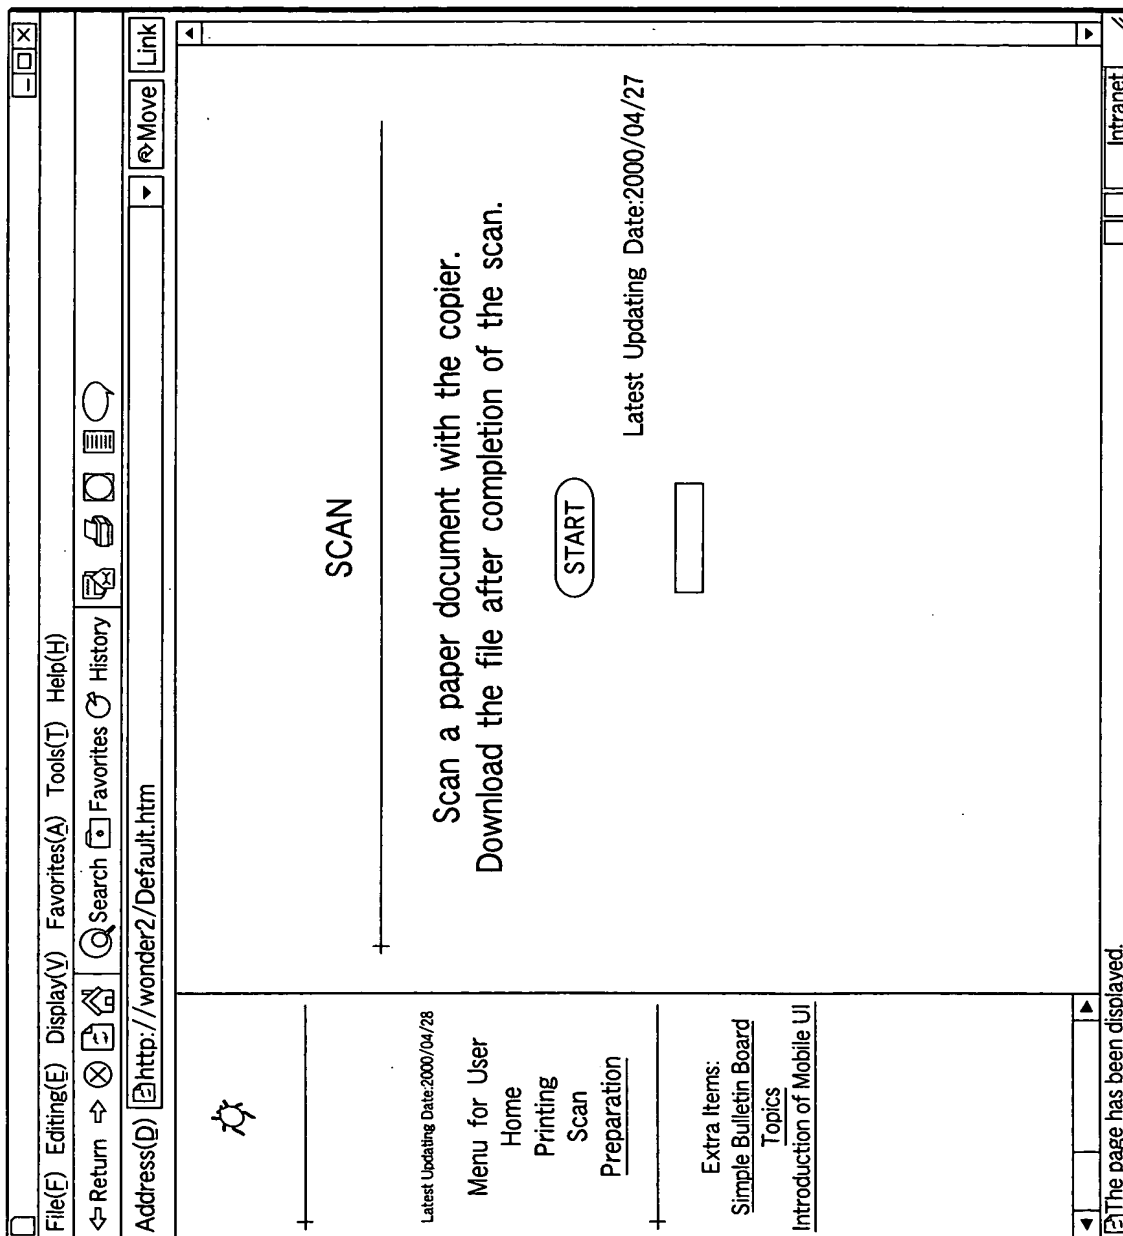 File(F) Editing(E) Display(V) Favorites(A) Tools(T) Help(H)
Return Search Favorites History
Address(D) http://wonder2/Default.htm Move Link
Latest Updating Date:2000/04/28
Menu for User
Home
Printing
Scan
Preparation
Extra Items:
Simple Bulletin Board
Topics
Introduction of Mobile UI
SCAN
Scan a paper document with the copier.
Download the file after completion of the scan.
START
Latest Updating Date:2000/04/27
The page has been displayed. Intranet